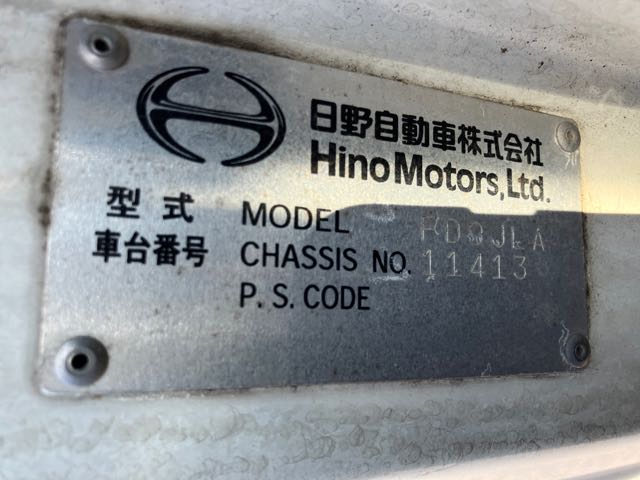 日野自動車株式会社
Hino Motors, Ltd.
型式 MODEL FD9JLA
車台番号 CHASSIS NO. 11413
P. S. CODE